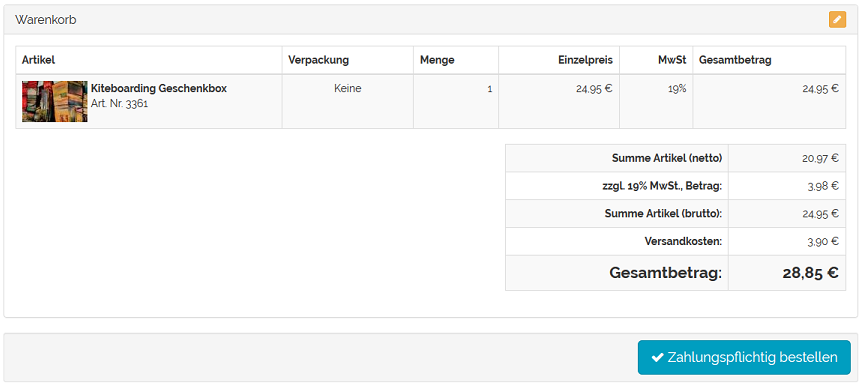 Warenkorb
Artikel Verpackung Menge Einzelpreis MwSt Gesamtbetrag
Kiteboarding Geschenkbox Keine 1 24,95 € 19% 24,95 €
Art. Nr. 3361
Summe Artikel (netto) 20,97 €
zzgl. 19% MwSt., Betrag: 3,98 €
Summe Artikel (brutto): 24,95 €
Versandkosten: 3,90 €
Gesamtbetrag: 28,85 €
Zahlungspflichtig bestellen